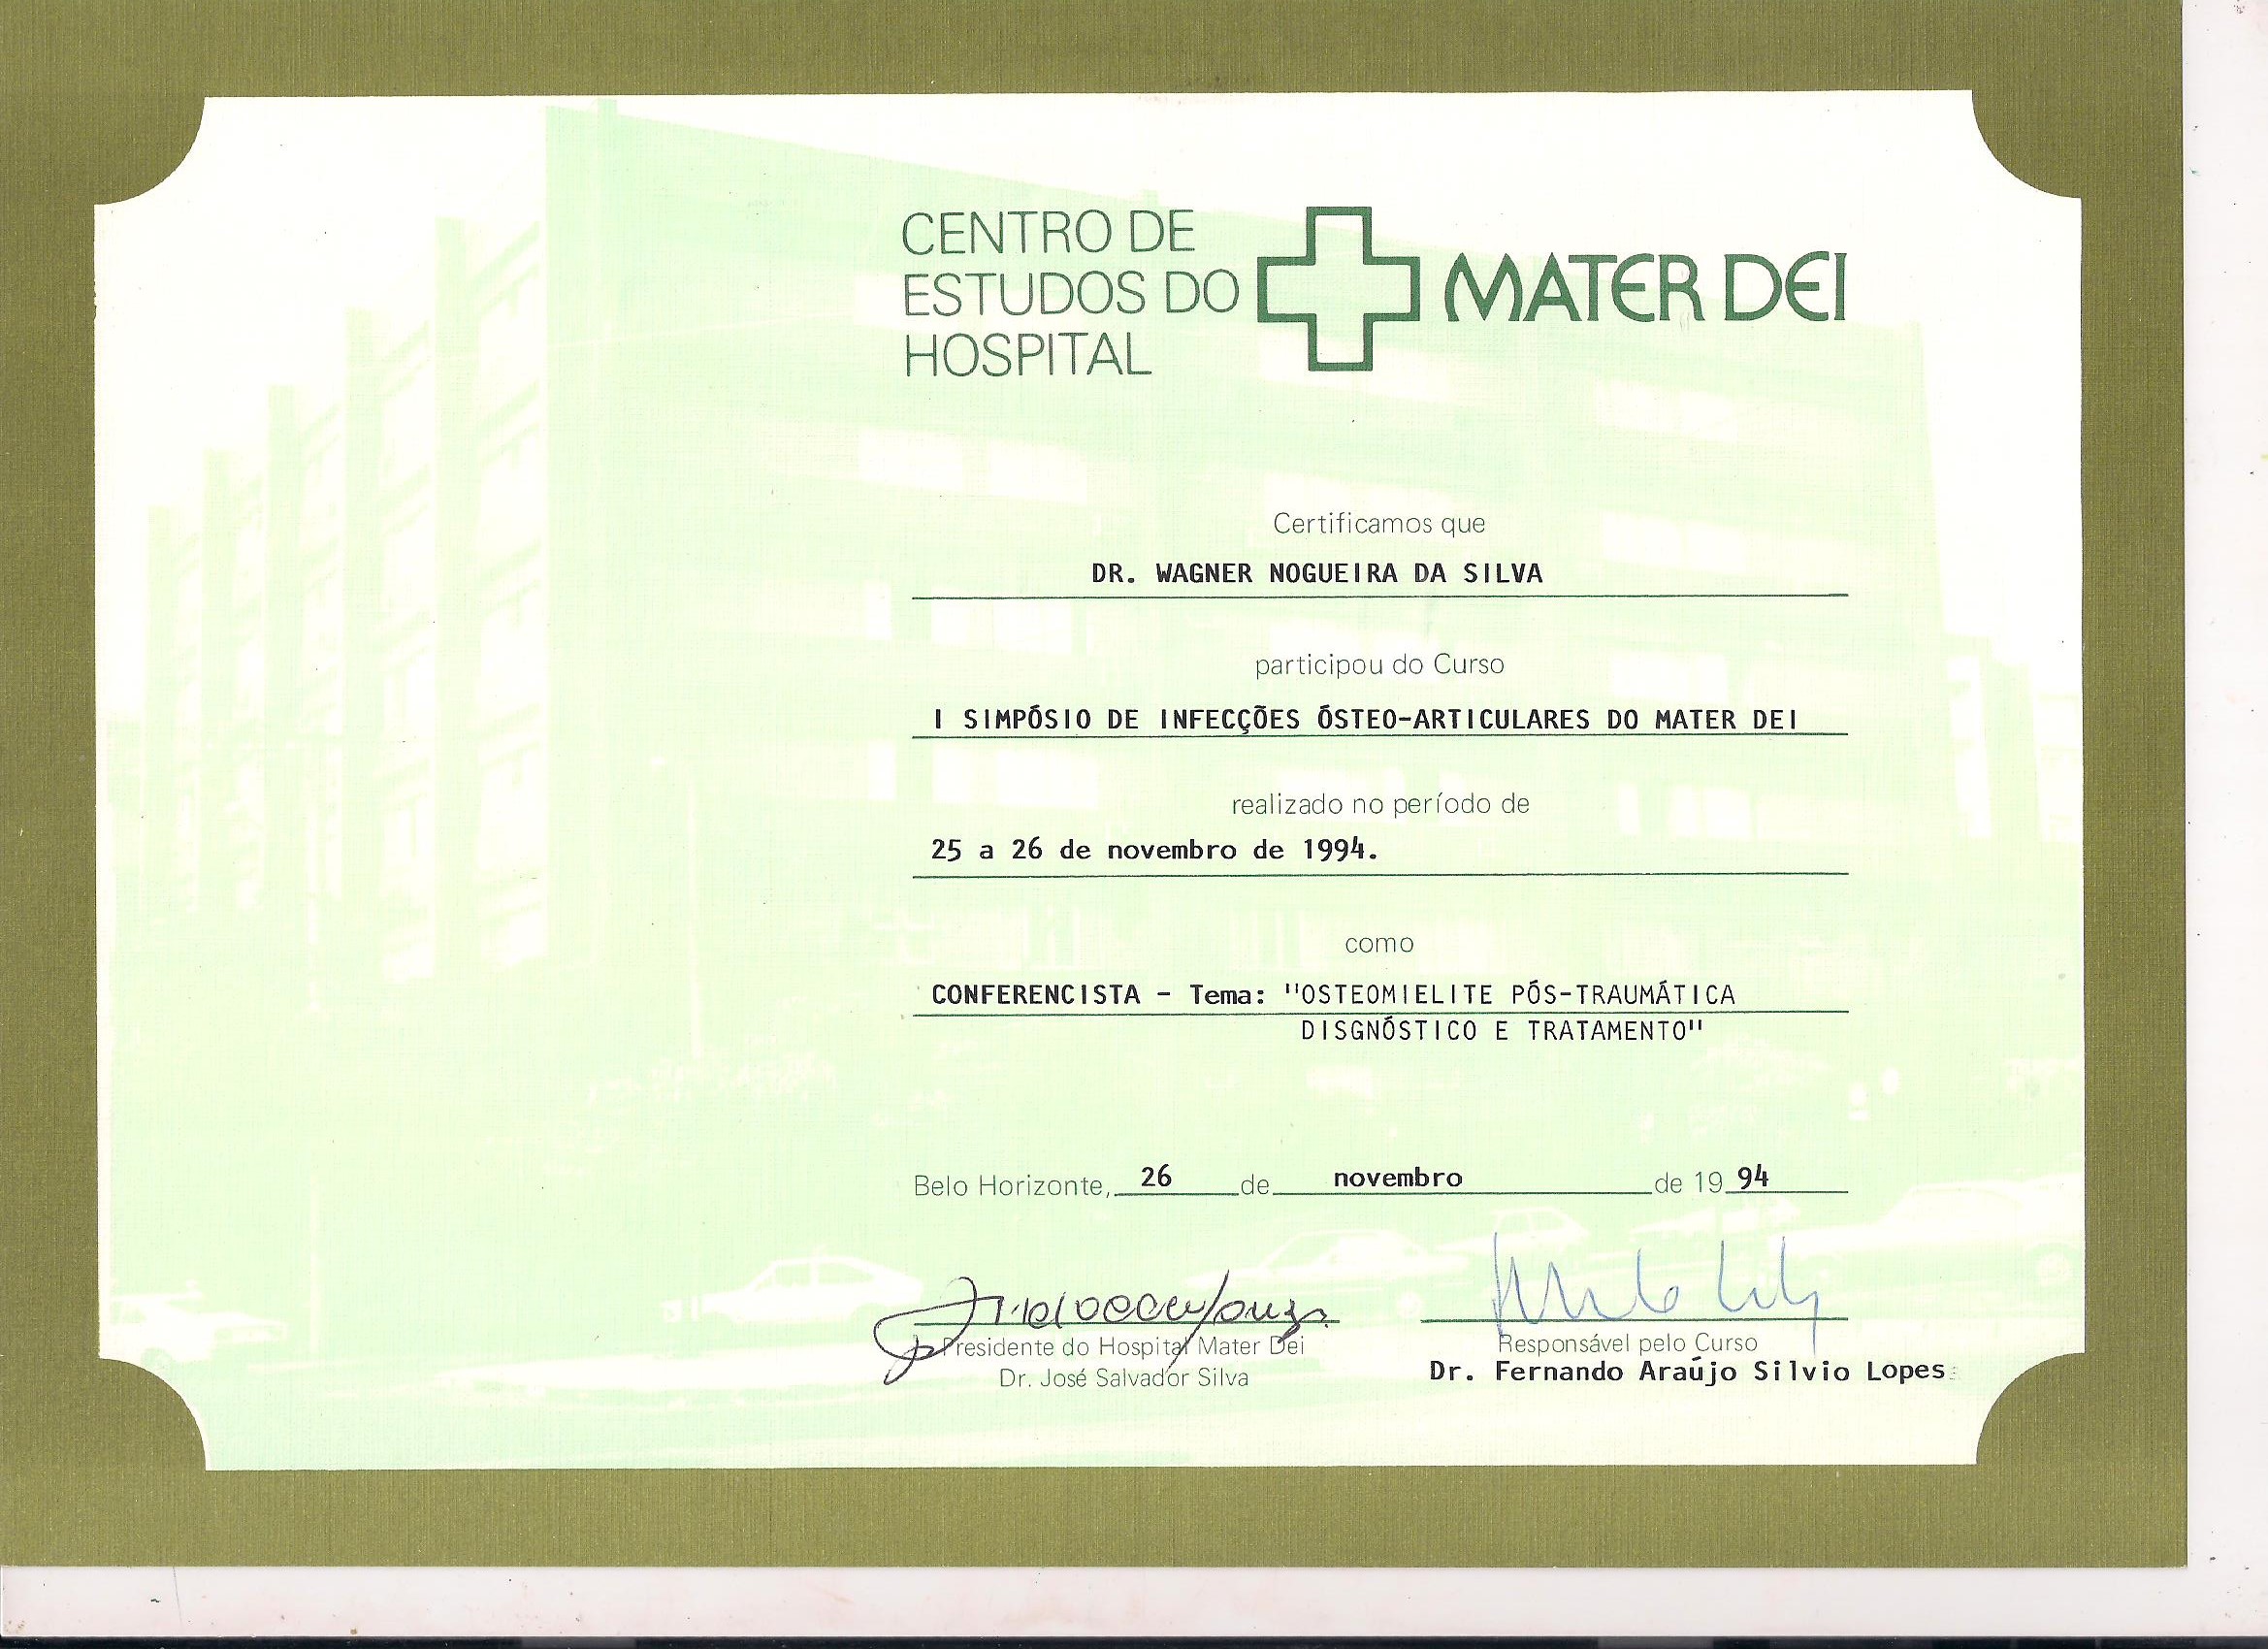 CENTRO DE
ESTUDOS DO
HOSPITAL
MATER DEI
Certificamos que
DR. WAGNER NOGUEIRA DA SILVA
participou do Curso
I SIMPÓSIO DE INFECÇÕES ÓSTEO-ARTICULARES DO MATER DEI
realizado no período de
25 a 26 de novembro de 1994.
como
CONFERENCISTA - Tema: "OSTEOMIELITE PÓS-TRAUMÁTICA
DISGNÓSTICO E TRATAMENTO"
Belo Horizonte, 26 de novembro de 19 94
Presidente do Hospital Mater Dei
Dr. José Salvador Silva
Responsável pelo Curso
Dr. Fernando Araújo Silvio Lopes